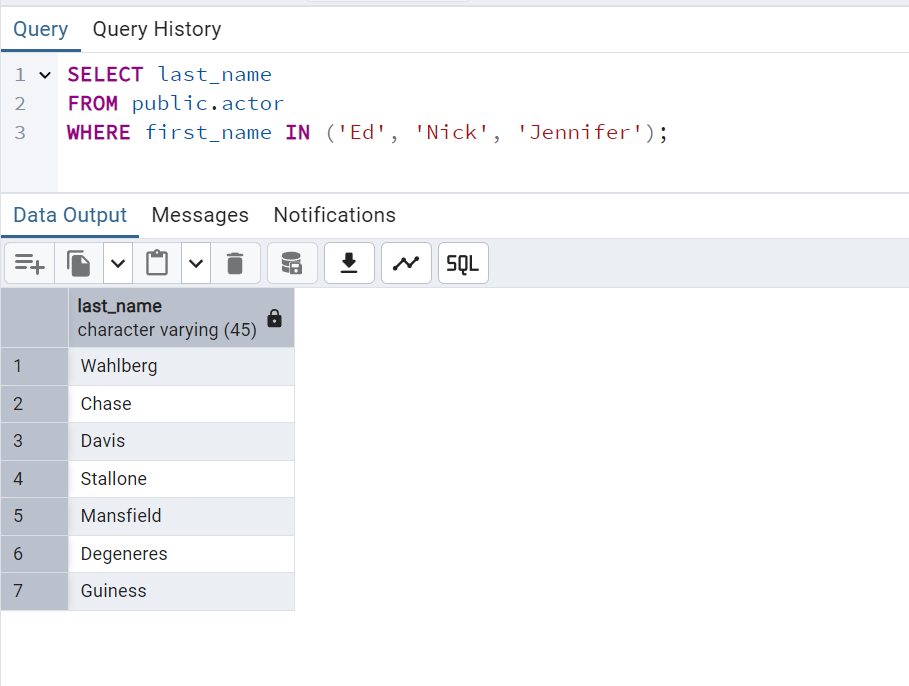 Query Query History
1 SELECT last_name
2 FROM public.actor
3 WHERE first_name IN ('Ed', 'Nick', 'Jennifer');
Data Output Messages Notifications
SQL
last_name
character varying (45)
1 Wahlberg
2 Chase
3 Davis
4 Stallone
5 Mansfield
6 Degeneres
7 Guiness